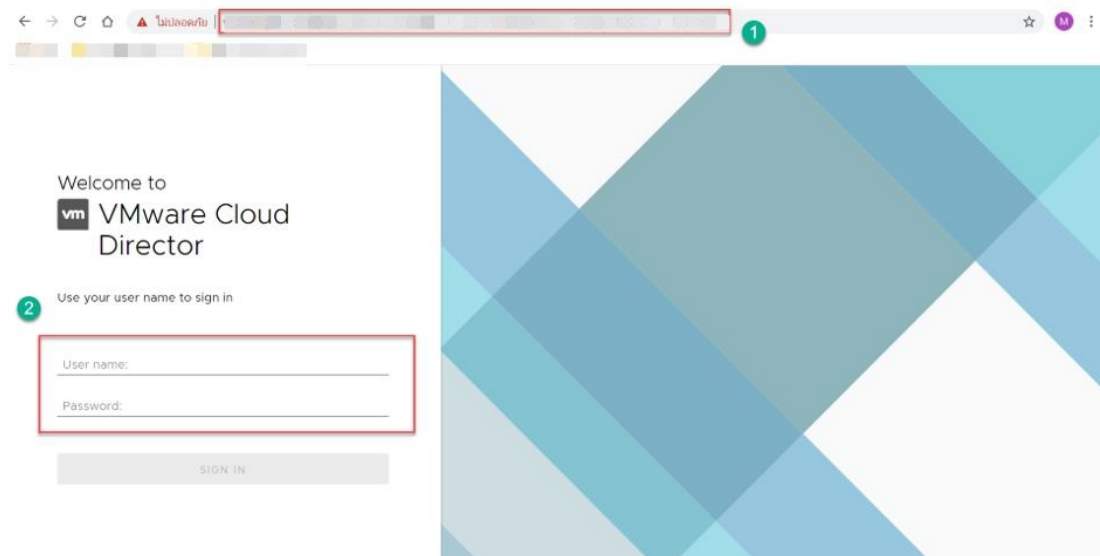 ไม่ปลอดภัย
1
M
Welcome to
vm VMware Cloud
Director
2
Use your user name to sign in
User name:
Password:
SIGN IN